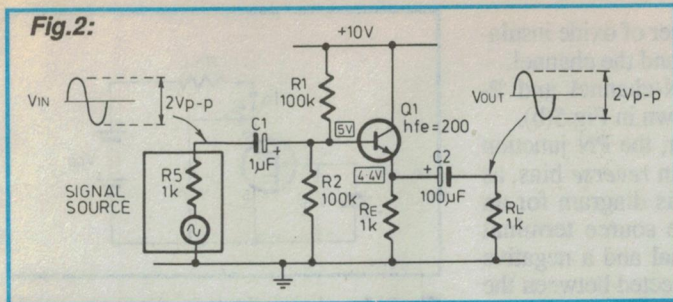 Fig.2:
+10V
VIN
2Vp-p
R1
100k
C1
1µF
+
5V
Q1
hfe=200
4·4V
VOUT
2Vp-p
R5
1k
SIGNAL
SOURCE
R2
100K
RE
1k
+
C2
100µF
RL
1k